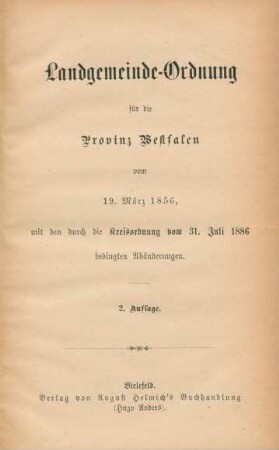 Landgemeinde-Ordnung
für die
Provinz Westfalen
vom
19. März 1856,
mit den durch die Kreisordnung vom 31. Juli 1886
bedingten Abänderungen.
2. Auflage.
Bielefeld.
Verlag von August Helmich's Buchhandlung
(Hugo Anders).